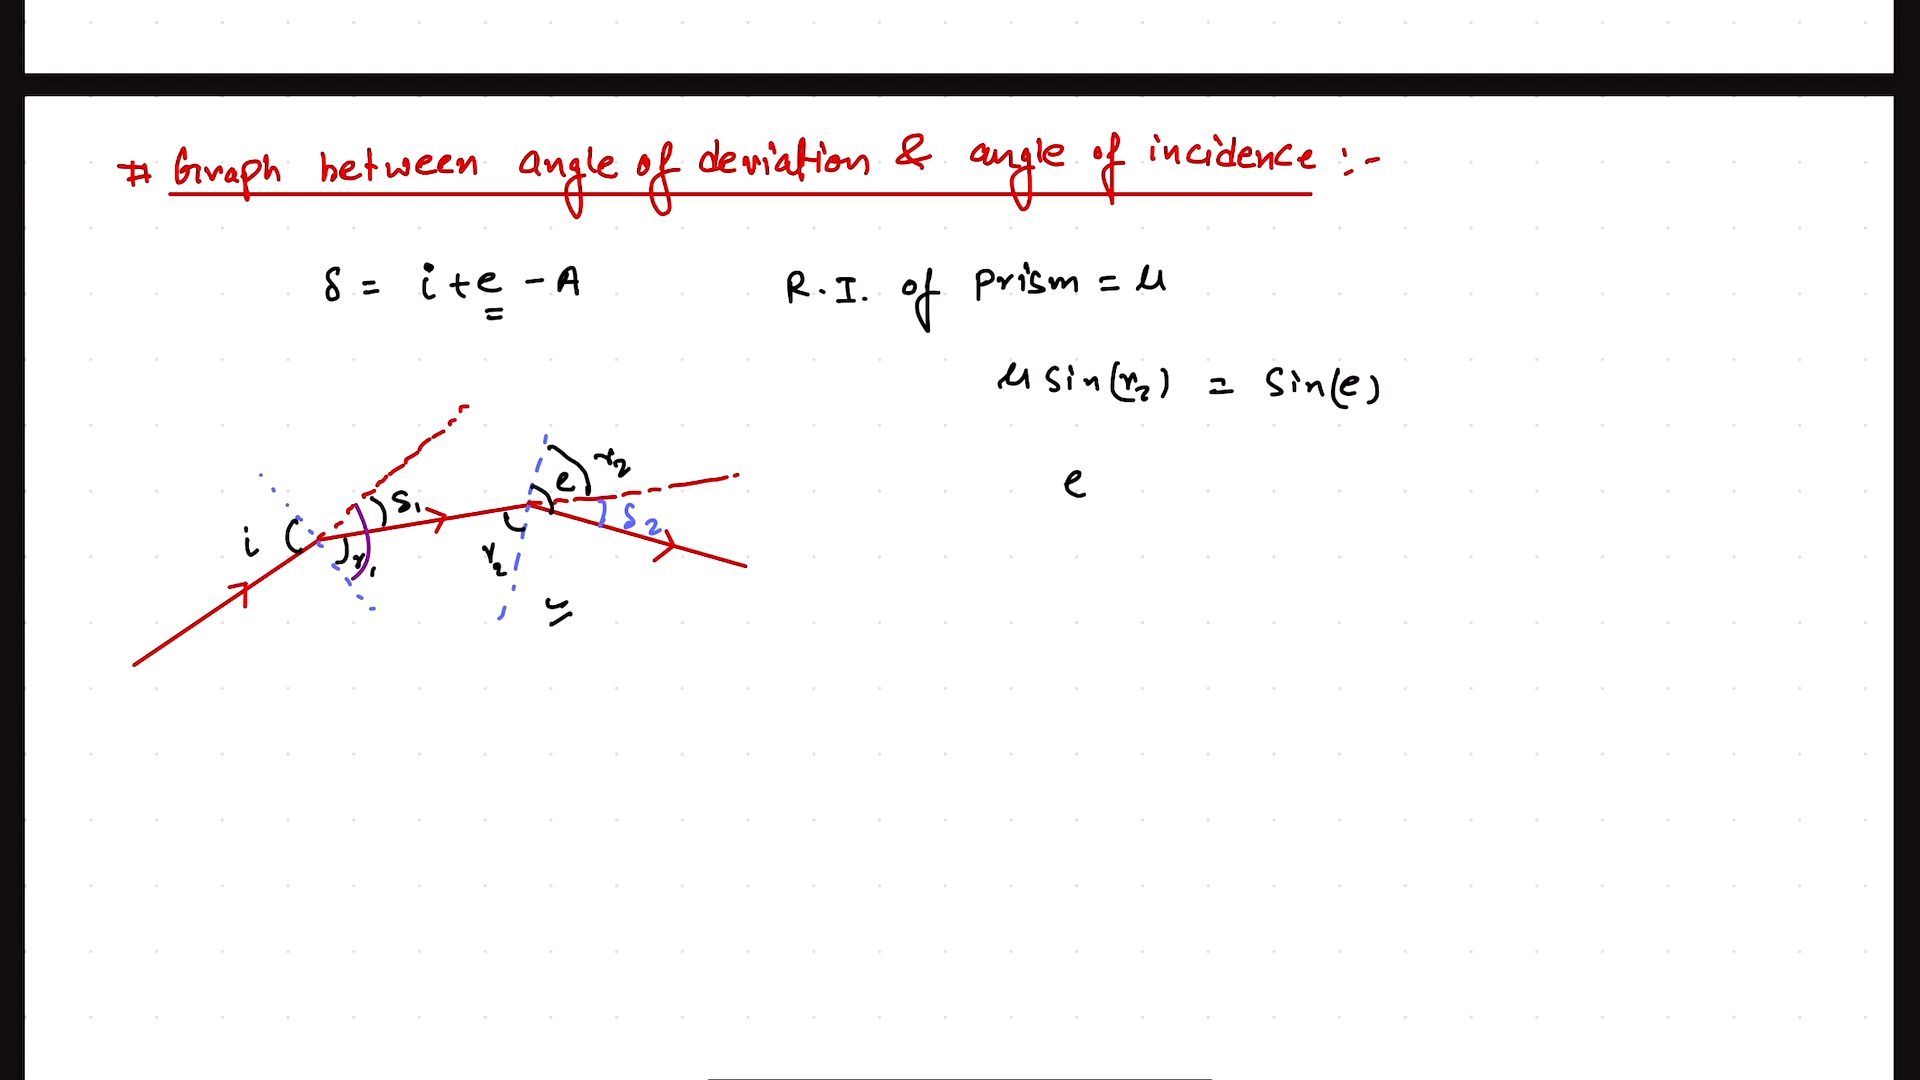 # Graph between angle of deviation & angle of incidence :-
δ = i + e - A
R.I. of prism = μ
μ sin(r₂) = sin(e)
e
r₂
e
δ₁
δ₂
i
r₁
r₂